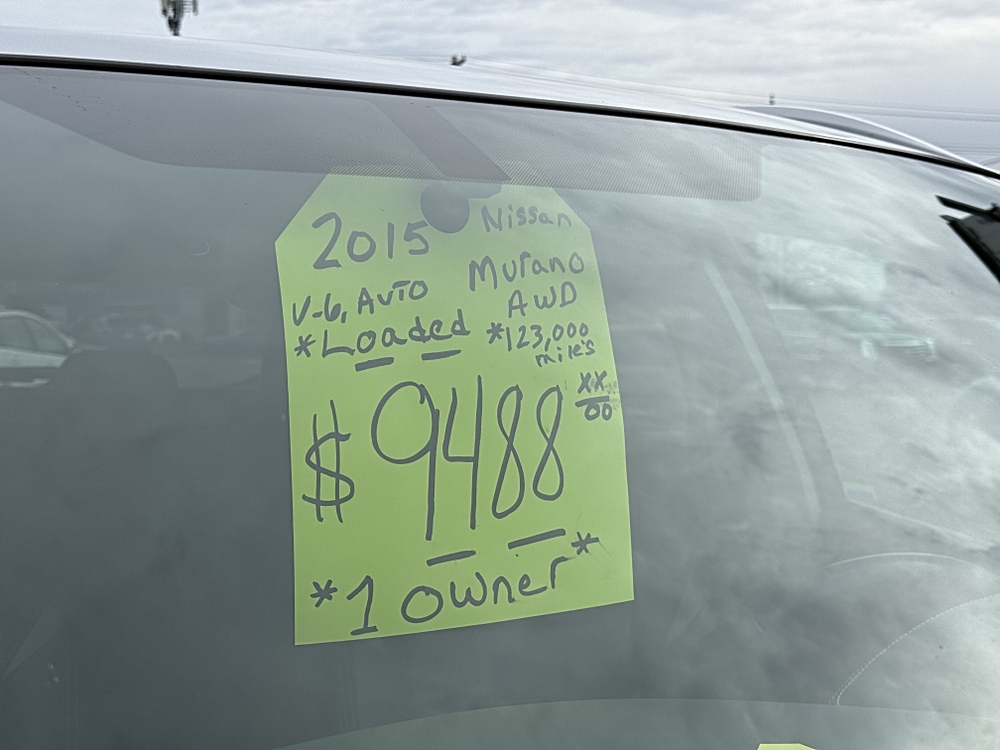 2015 Nissan
Murano
V-6, AUTO AWD
*Loaded *123,000
miles
$9488 XX/00
*1 owner*